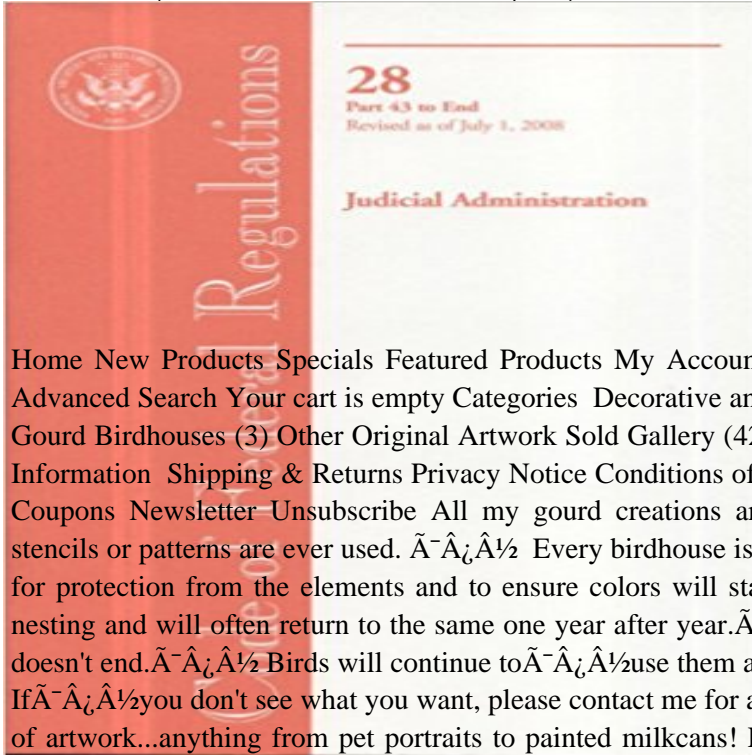 28
Part 43 to End
Revised as of July 1, 2008
Judicial Administration
Code of Federal Regulations
Home New Products Specials Featured Products My Accoun
Advanced Search Your cart is empty Categories Decorative an
Gourd Birdhouses (3) Other Original Artwork Sold Gallery (42
Information Shipping & Returns Privacy Notice Conditions of
Coupons Newsletter Unsubscribe All my gourd creations ar
stencils or patterns are ever used. Ã¯Â¿Â½ Every birdhouse is
for protection from the elements and to ensure colors will sta
nesting and will often return to the same one year after year.Ã
doesn't end.Ã¯Â¿Â½ Birds will continue toÃ¯Â¿Â½use them a
IfÃ¯Â¿Â½you don't see what you want, please contact me for a
of artwork...anything from pet portraits to painted milkcans!